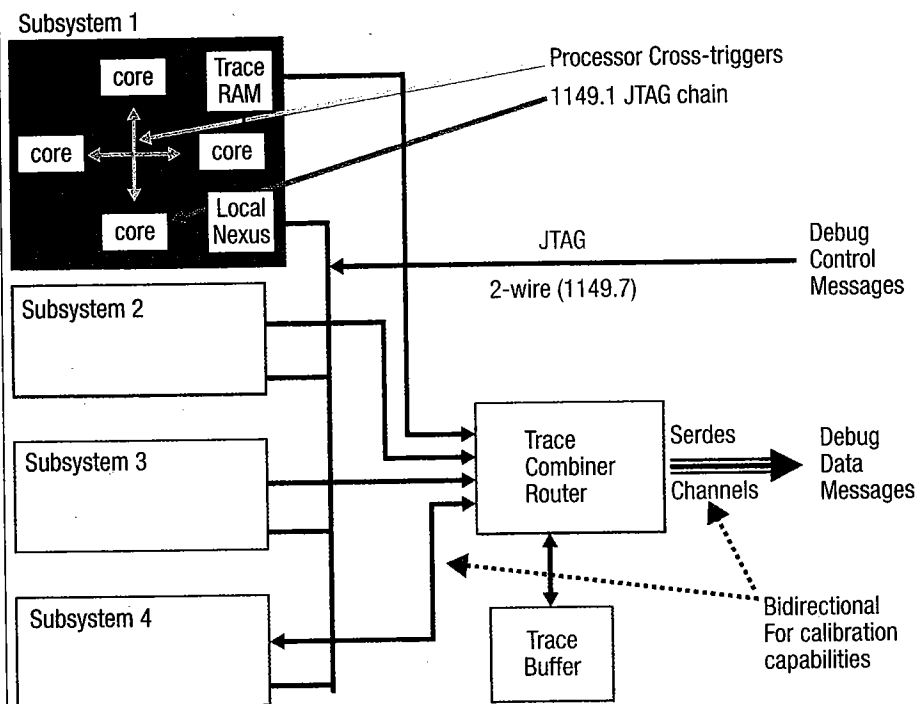 Subsystem 1
core
Trace
RAM
core
core
core
Local
Nexus
Processor Cross-triggers
1149.1 JTAG chain
JTAG
2-wire (1149.7)
Debug
Control
Messages
Subsystem 2
Subsystem 3
Subsystem 4
Trace
Combiner
Router
Serdes
Channels
Debug
Data
Messages
Trace
Buffer
Bidirectional
For calibration
capabilities